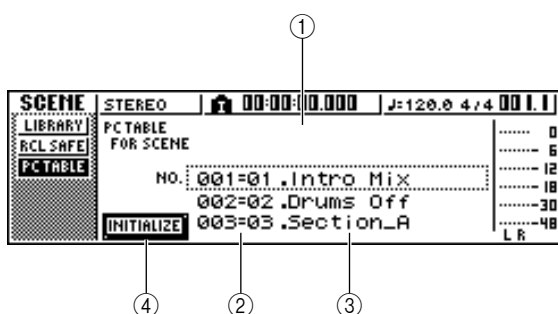 ①
SCENE STEREO 00:00:00.000 ♩=120.0 4/4 001.1
LIBRARY PC TABLE 0
RCL SAFE FOR SCENE 6
PC TABLE 12
NO. 001=01.Intro Mix 18
002=02.Drums Off 30
INITIALIZE 003=03.Section_A 48
L R
④ ② ③